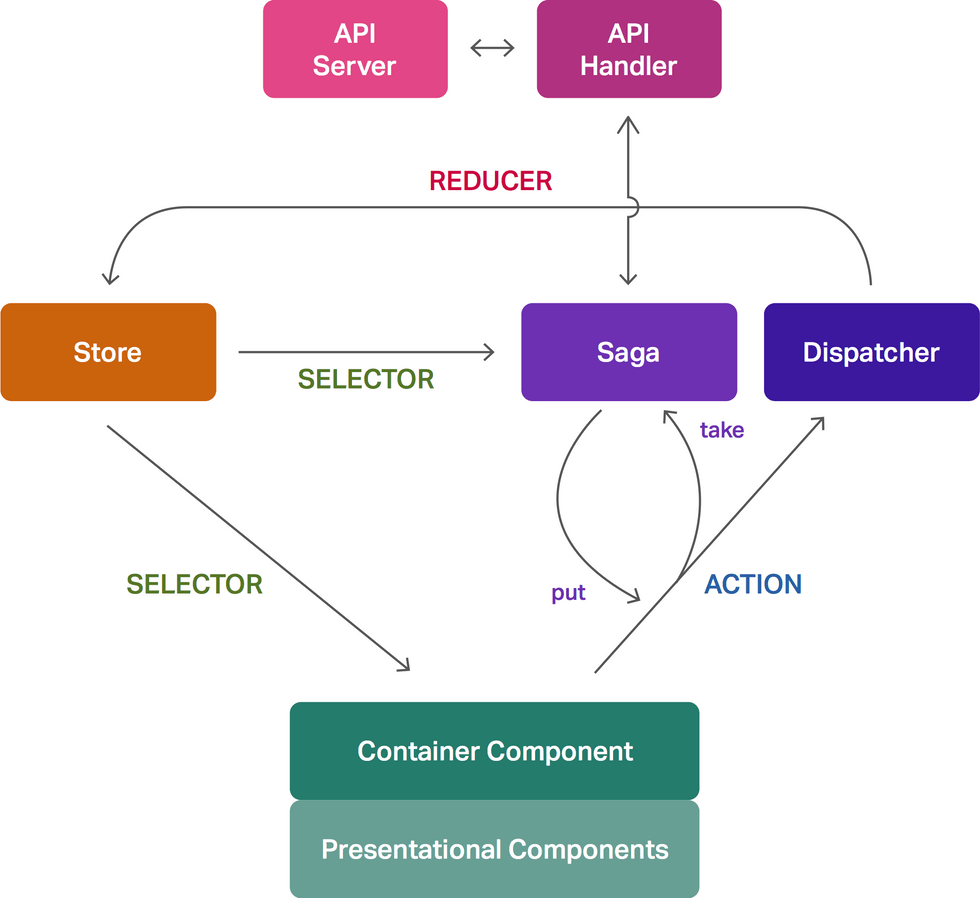 API
Server
API
Handler
REDUCER
Store
SELECTOR
Saga
Dispatcher
take
SELECTOR
put
ACTION
Container Component
Presentational Components